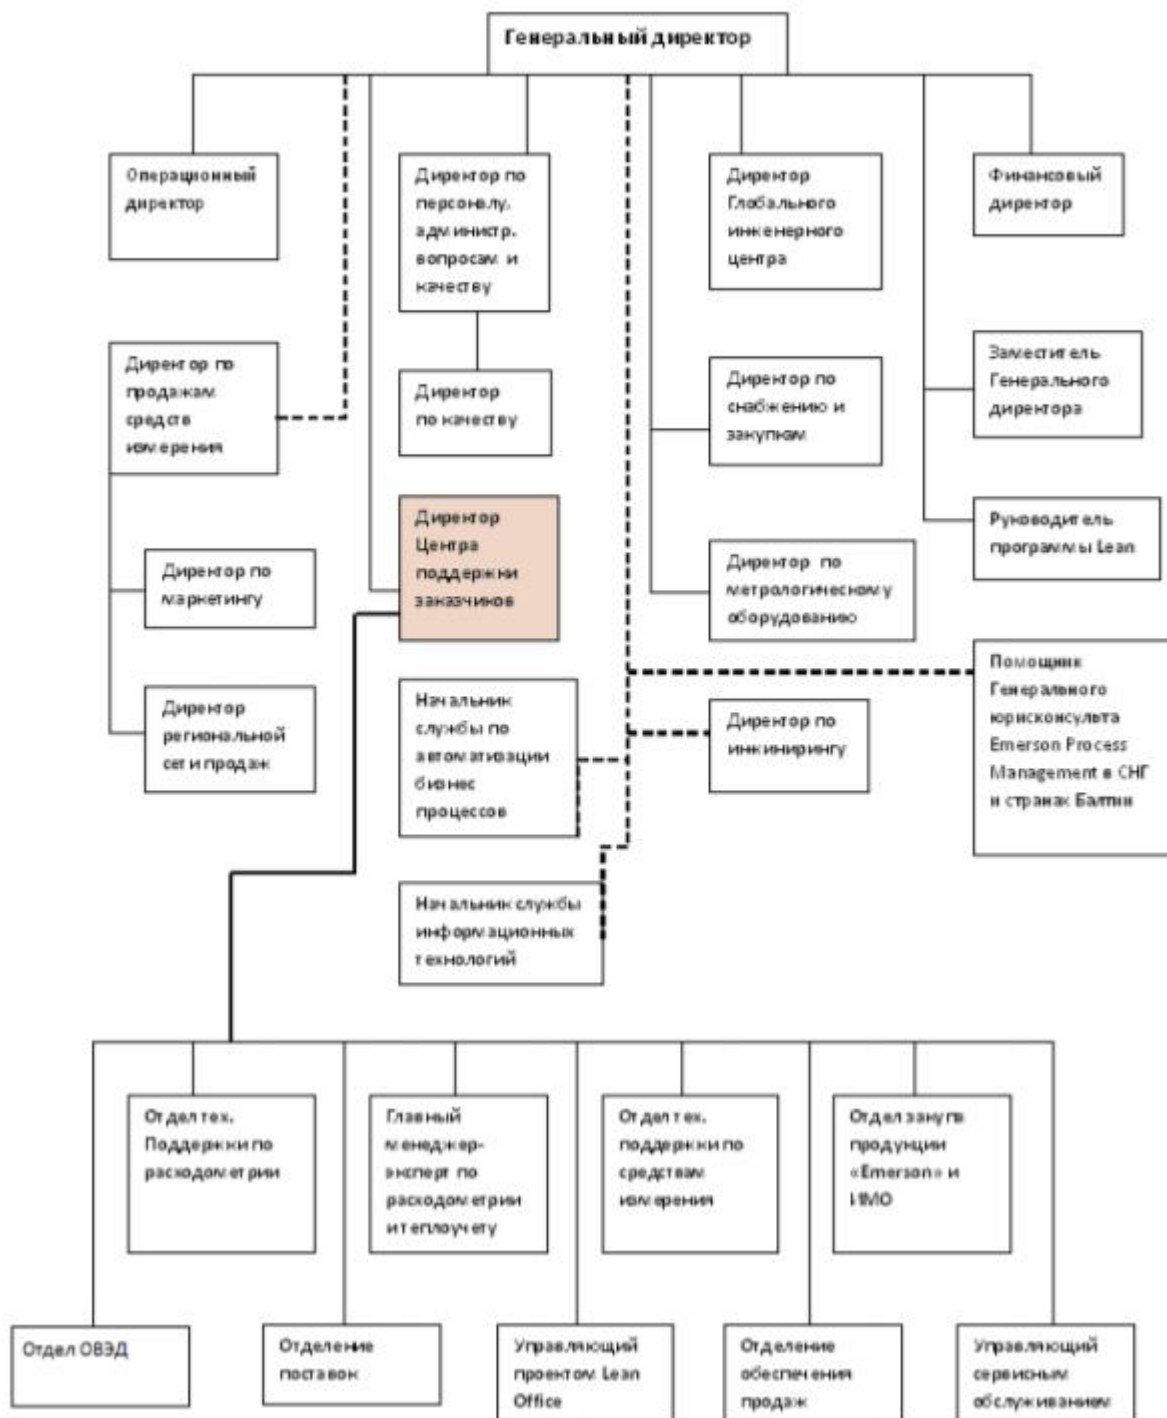 Генеральный директор
Операционный
директор
Директор по
персоналу,
администр.
вопросам и
качеству
Директор
Глобального
инженерного
центра
Финансовый
директор
Директор по
продажам
средств
измерения
Директор
по качеству
Директор по
снабжению и
закупкам
Заместитель
Генерального
директора
Директор
Центра
поддержки
заказчиков
Руководитель
программы Lean
Директор по
маркетингу
Директор по
метрологическому
оборудованию
Директор
региональной
сети продаж
Начальник
службы по
автоматизации
бизнес
процессов
Директор по
инжинирингу
Помощник
Генерального
юрисконсульта
Emerson Process
Management в СНГ
и странах Балтии
Начальник службы
информационных
технологий
Отдел тех.
Поддержки по
расходометрии
Главный
менеджер-
эксперт по
расходометрии
и теплоучету
Отдел тех.
поддержки по
средствам
измерения
Отдел закупа
продукции
«Emerson» и
ИМО
Отдел ОВЭД
Отделение
поставок
Управляющий
проектом Lean
Office
Отделение
обеспечения
продаж
Управляющий
сервисным
обслуживанием